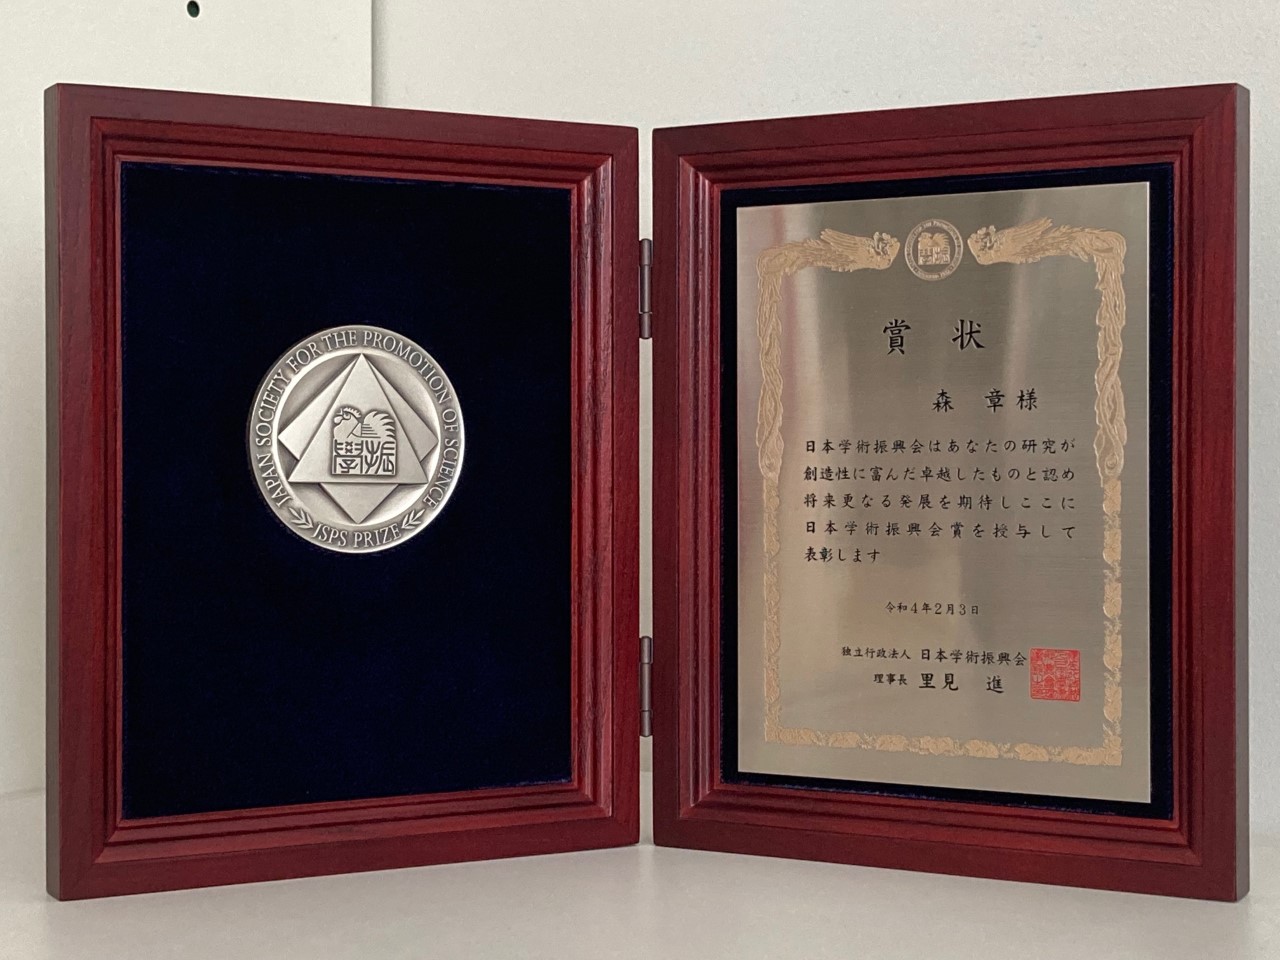 JAPAN SOCIETY FOR THE PROMOTION OF SCIENCE
學振
JSPS PRIZE
賞 状
森 章様
日本学術振興会はあなたの研究が
創造性に富んだ卓越したものと認め
将来更なる発展を期待しここに
日本学術振興会賞を授与して
表彰します
令和4年2月3日
独立行政法人 日本学術振興会
理事長 里見 進